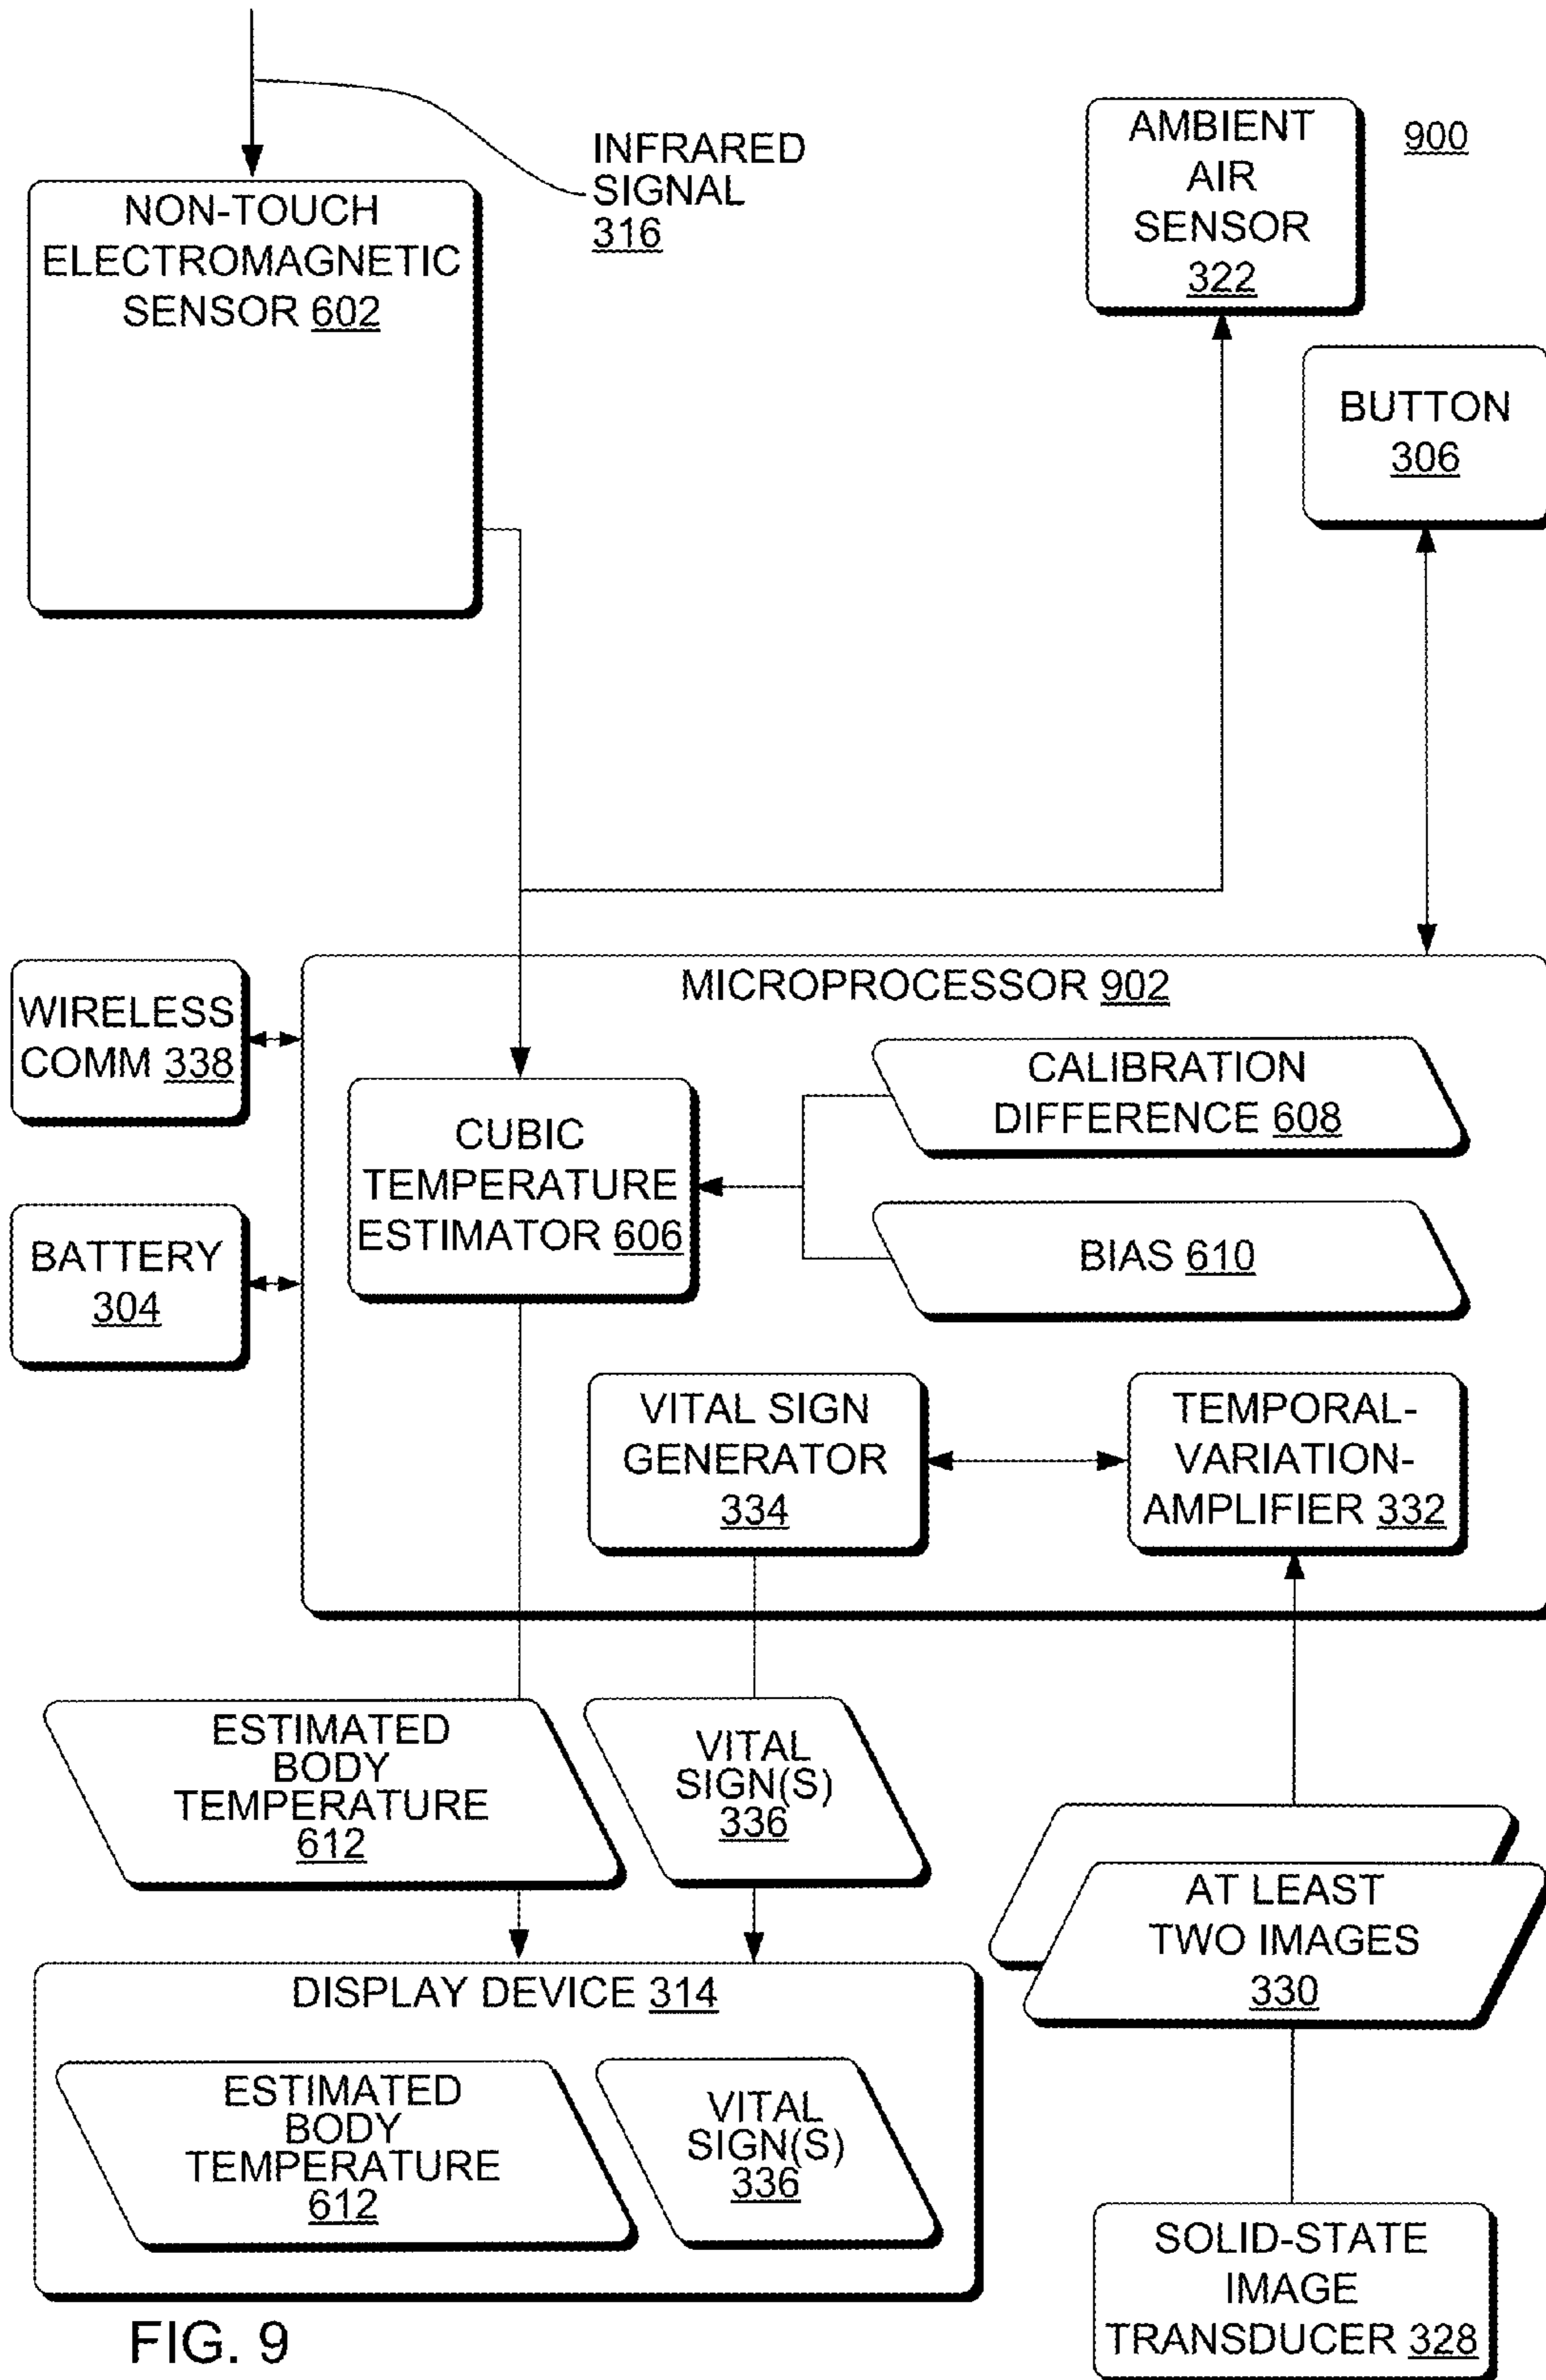 INFRARED
SIGNAL
316
NON-TOUCH
ELECTROMAGNETIC
SENSOR 602
AMBIENT
AIR
SENSOR
322
900
BUTTON
306
MICROPROCESSOR 902
WIRELESS
COMM 338
BATTERY
304
CUBIC
TEMPERATURE
ESTIMATOR 606
CALIBRATION
DIFFERENCE 608
BIAS 610
VITAL SIGN
GENERATOR
334
TEMPORAL-
VARIATION-
AMPLIFIER 332
ESTIMATED
BODY
TEMPERATURE
612
VITAL
SIGN(S)
336
AT LEAST
TWO IMAGES
330
DISPLAY DEVICE 314
ESTIMATED
BODY
TEMPERATURE
612
VITAL
SIGN(S)
336
SOLID-STATE
IMAGE
TRANSDUCER 328
FIG. 9